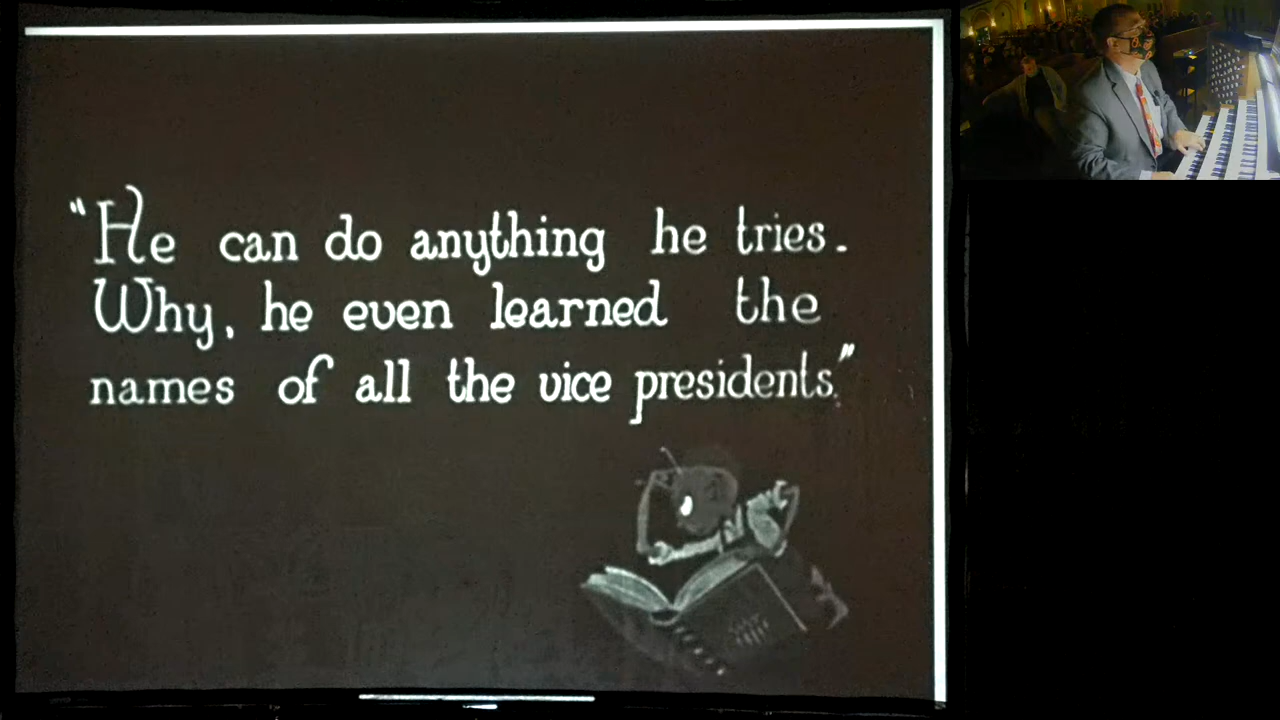 "He can do anything he tries.
Why, he even learned the
names of all the vice presidents."